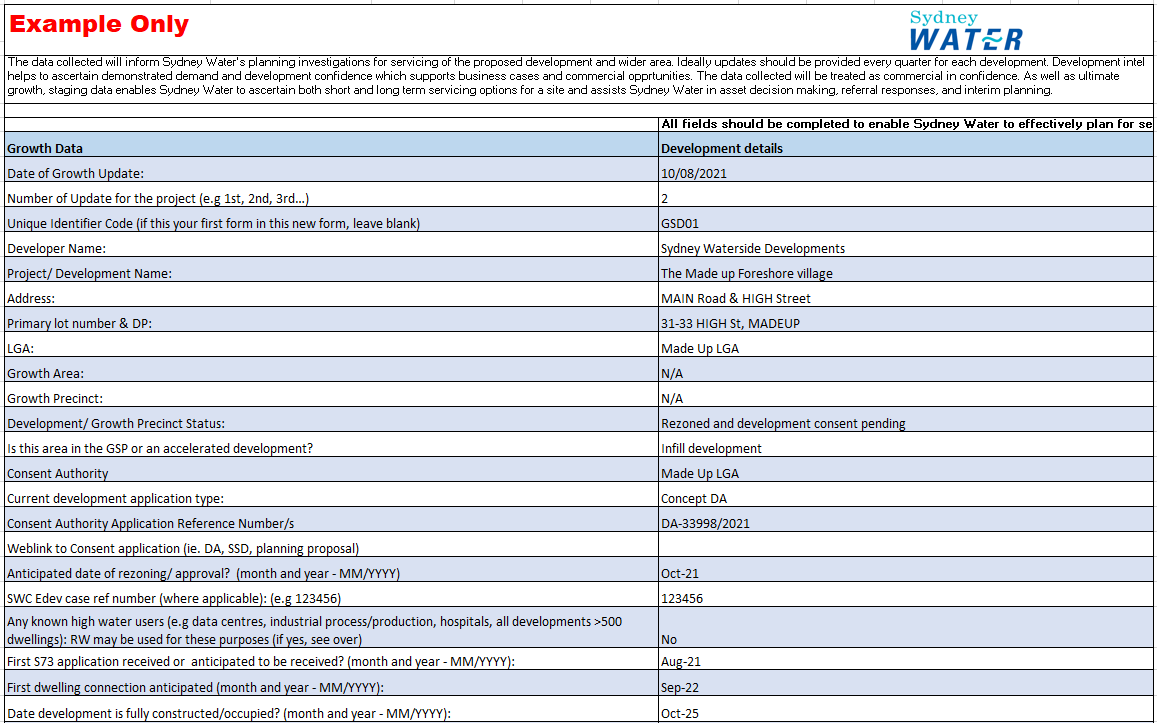 Example Only
Sydney
WATER
The data collected will inform Sydney Water's planning investigations for servicing of the proposed development and wider area. Ideally updates should be provided every quarter for each development. Development intel
helps to ascertain demonstrated demand and development confidence which supports business cases and commercial opprtunities. The data collected will be treated as commercial in confidence. As well as ultimate
growth, staging data enables Sydney Water to ascertain both short and long term servicing options for a site and assists Sydney Water in asset decision making, referral responses, and interim planning.
All fields should be completed to enable Sydney Water to effectively plan for se
Growth Data Development details
Date of Growth Update: 10/08/2021
Number of Update for the project (e.g 1st, 2nd, 3rd...) 2
Unique Identifier Code (if this your first form in this new form, leave blank) GSD01
Developer Name: Sydney Waterside Developments
Project/ Development Name: The Made up Foreshore village
Address: MAIN Road & HIGH Street
Primary lot number & DP: 31-33 HIGH St, MADEUP
LGA: Made Up LGA
Growth Area: N/A
Growth Precinct: N/A
Development/ Growth Precinct Status: Rezoned and development consent pending
Is this area in the GSP or an accelerated development? Infill development
Consent Authority Made Up LGA
Current development application type: Concept DA
Consent Authority Application Reference Number/s DA-33998/2021
Weblink to Consent application (ie. DA, SSD, planning proposal)
Anticipated date of rezoning/ approval? (month and year - MM/YYYY) Oct-21
SWC Edev case ref number (where applicable): (e.g 123456) 123456
Any known high water users (e.g data centres, industrial process/production, hospitals, all developments >500
dwellings): RW may be used for these purposes (if yes, see over) No
First S73 application received or anticipated to be received? (month and year - MM/YYYY): Aug-21
First dwelling connection anticipated (month and year - MM/YYYY): Sep-22
Date development is fully constructed/occupied? (month and year - MM/YYYY): Oct-25